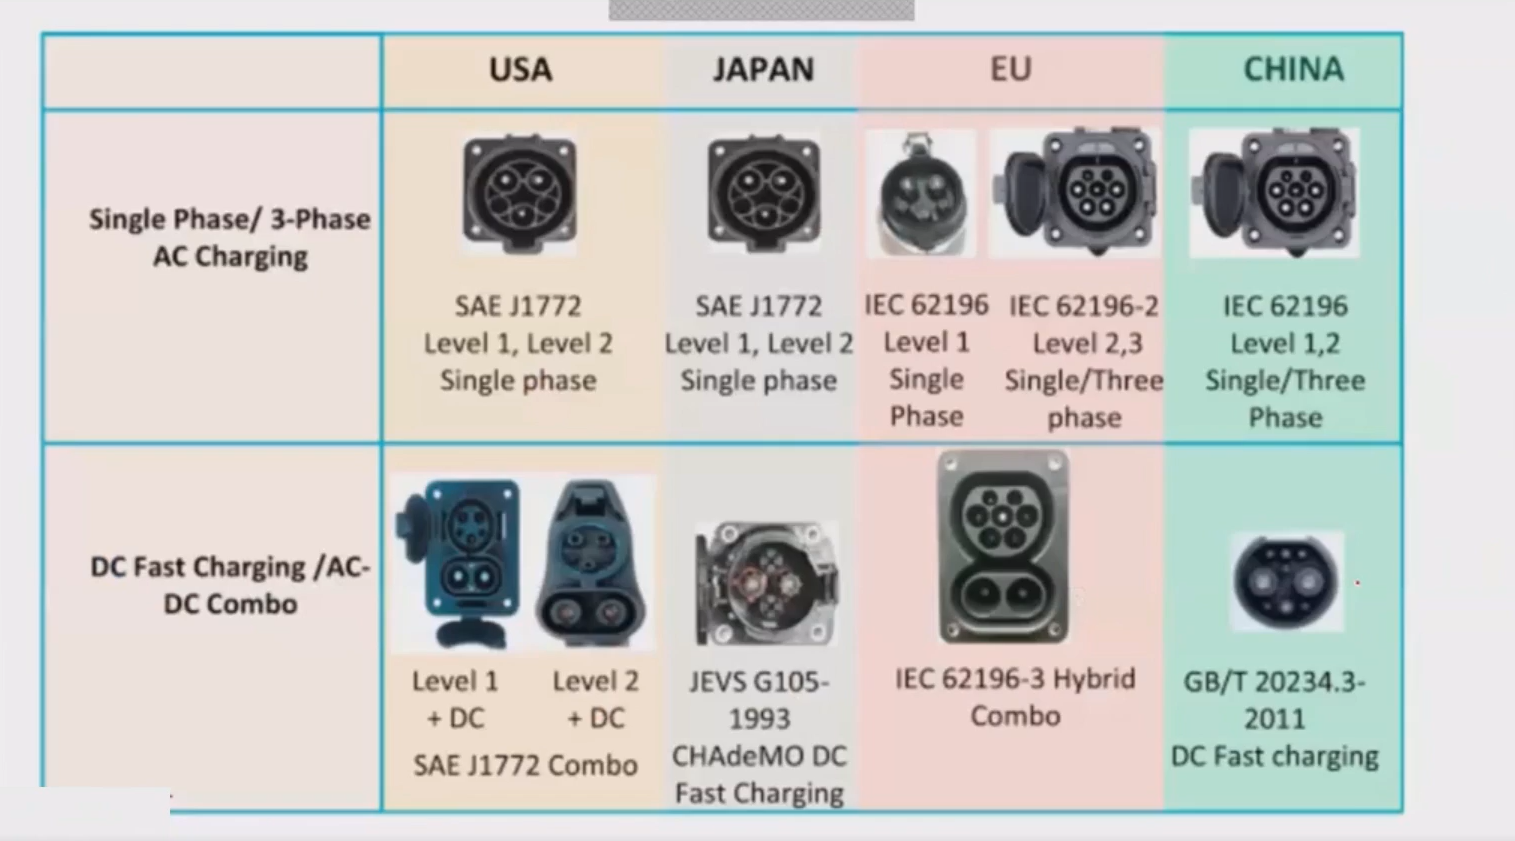 USA JAPAN EU CHINA
Single Phase/ 3-Phase
AC Charging
SAE J1772
Level 1, Level 2
Single phase
SAE J1772
Level 1, Level 2
Single phase
IEC 62196
Level 1
Single
Phase
IEC 62196-2
Level 2,3
Single/Three
phase
IEC 62196
Level 1,2
Single/Three
Phase
DC Fast Charging /AC-
DC Combo
Level 1
+ DC
Level 2
+ DC
SAE J1772 Combo
JEVS G105-
1993
CHAdeMO DC
Fast Charging
IEC 62196-3 Hybrid
Combo
GB/T 20234.3-
2011
DC Fast charging